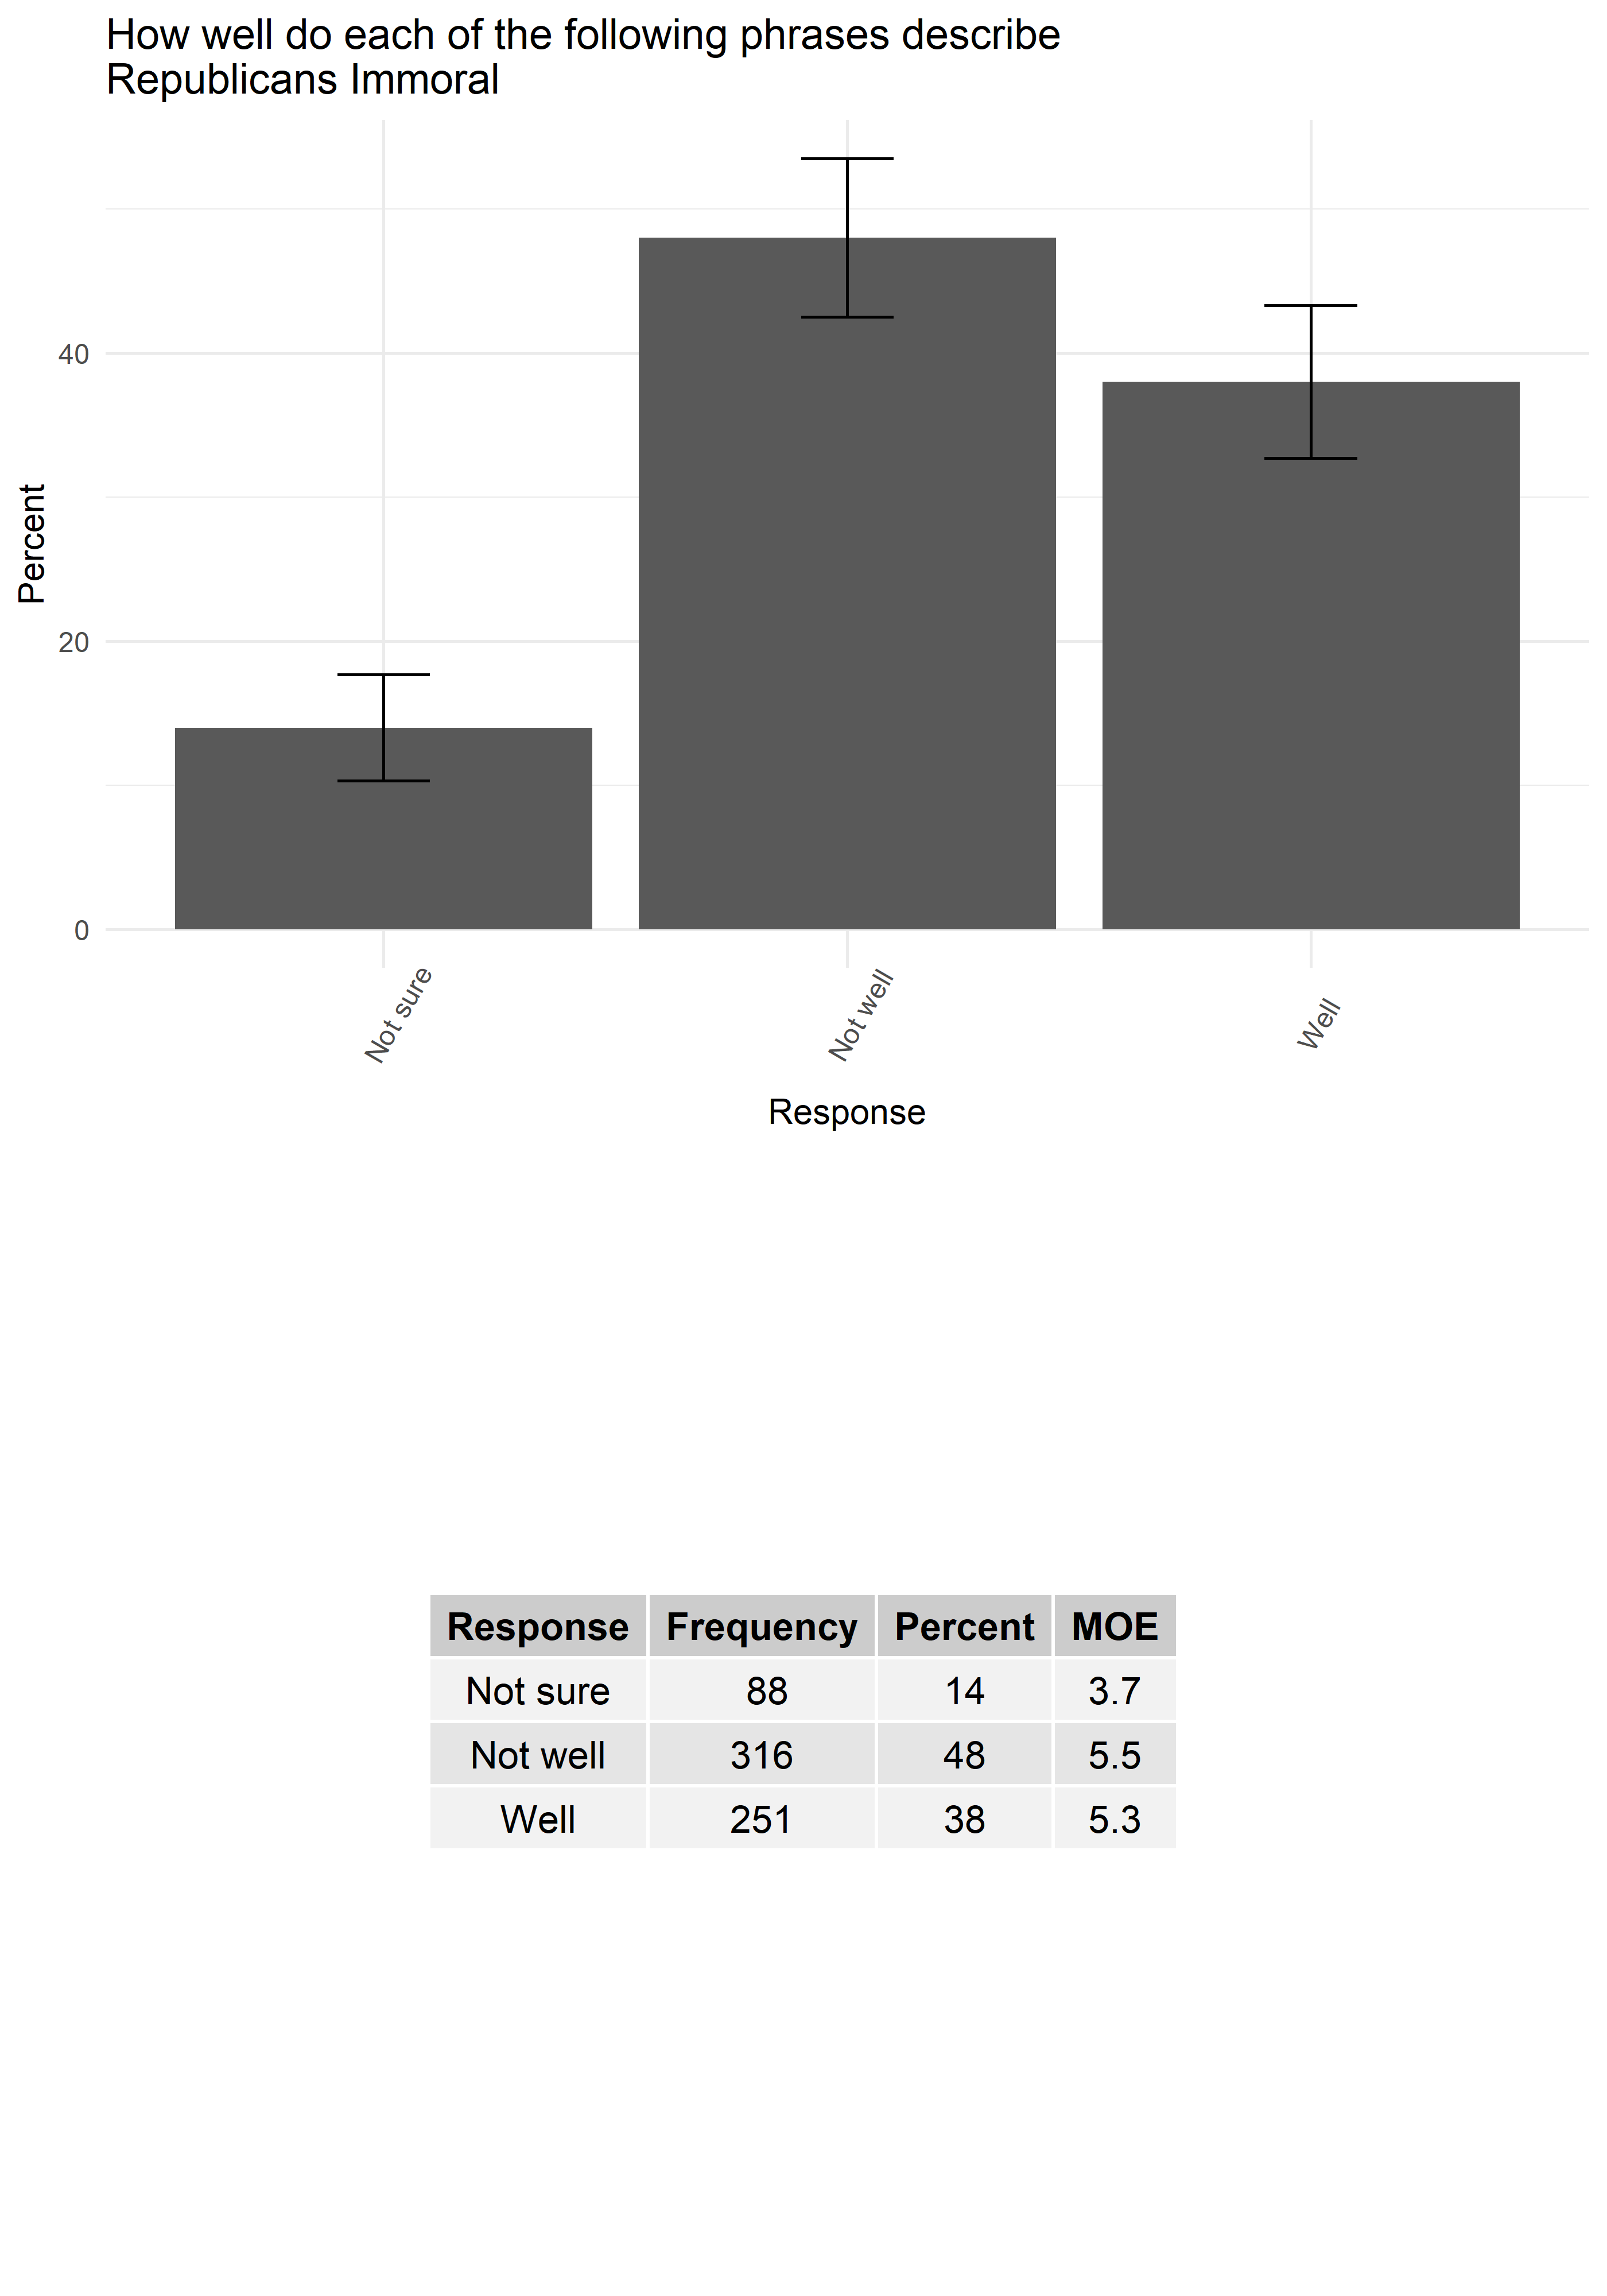 How well do each of the following phrases describe
Republicans Immoral
Percent
40
20
0
Not sure
Not well
Well
Response
Response Frequency Percent MOE
Not sure 88 14 3.7
Not well 316 48 5.5
Well 251 38 5.3